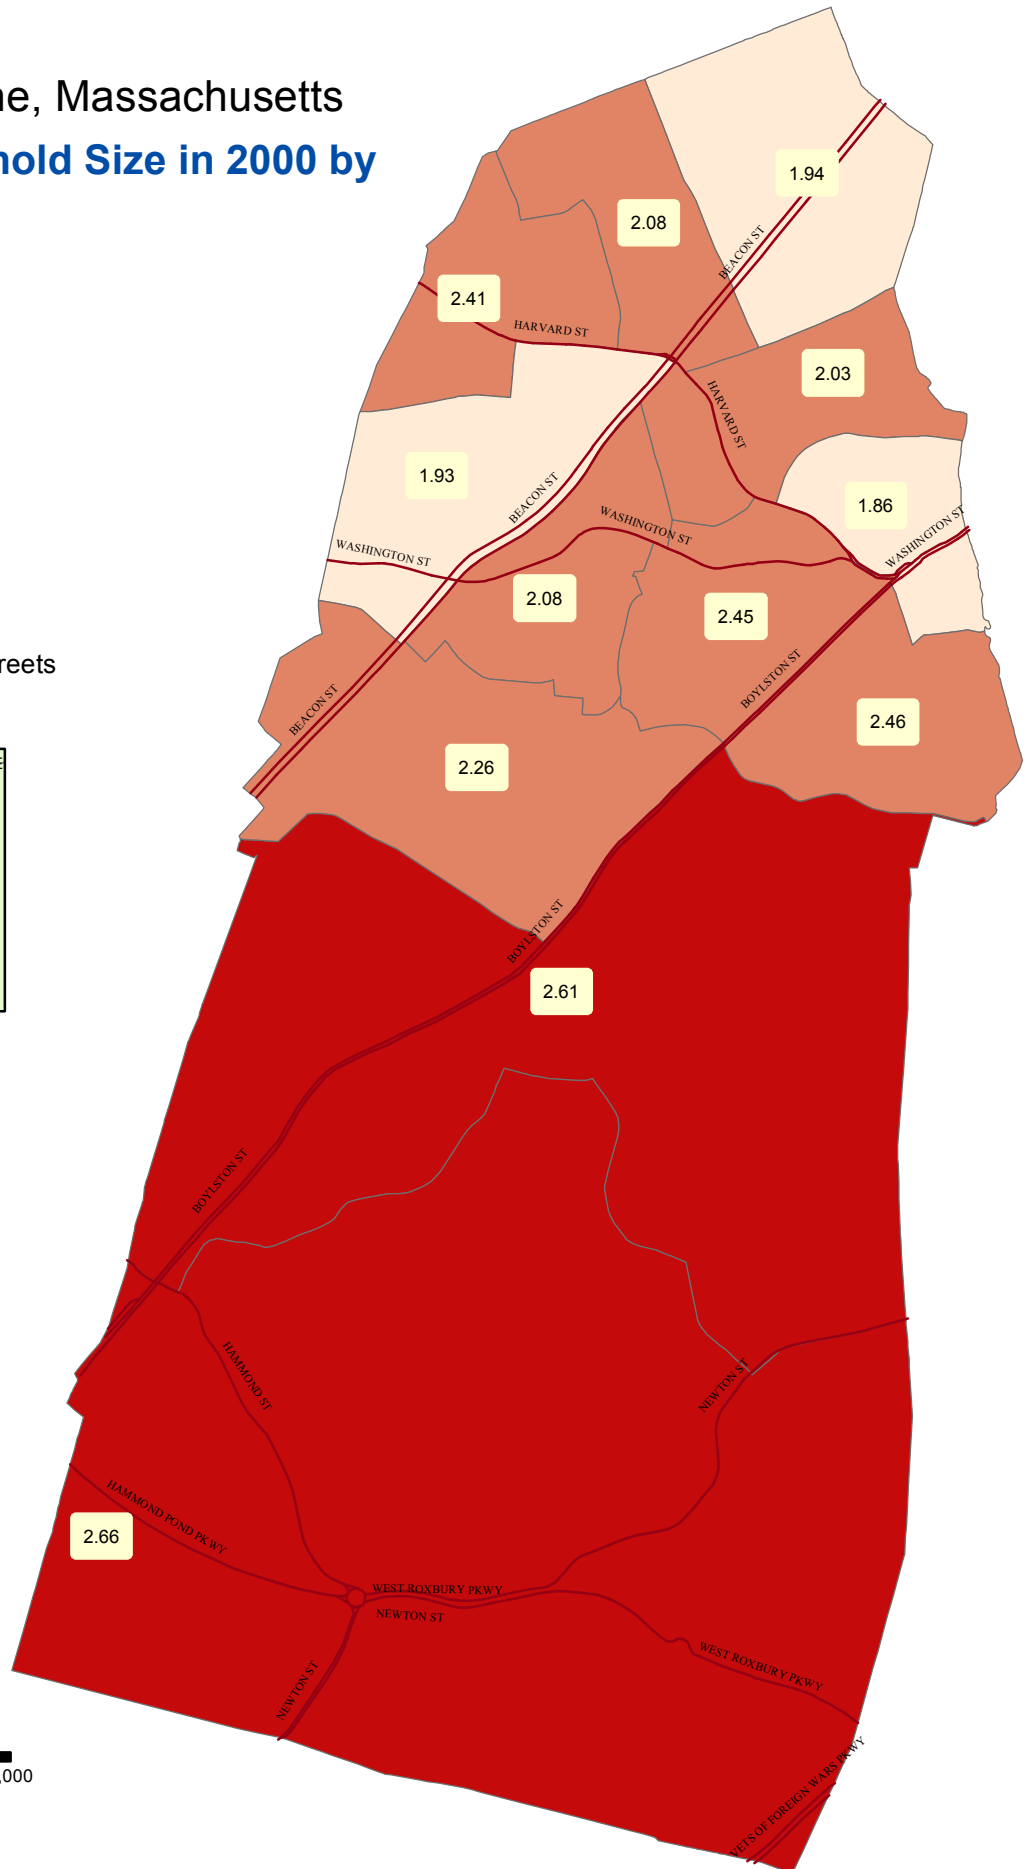 ne, Massachusetts
hold Size in 2000 by
1.94
2.08
BEACON ST
2.41
HARVARD ST
2.03
HARVARD ST
1.93
BEACON ST
1.86
WASHINGTON ST
WASHINGTON ST
WASHINGTON ST
2.08
2.45
reets
BOYLSTON ST
BEACON ST
2.46
2.26
BOYLSTON ST
2.61
BOYLSTON ST
HAMMOND ST
NEWTON ST
HAMMOND POND PKWY
2.66
WEST ROXBURY PKWY
NEWTON ST
WEST ROXBURY PKWY
NEWTON ST
,000
VETS OF FOREIGN WARS PKWY